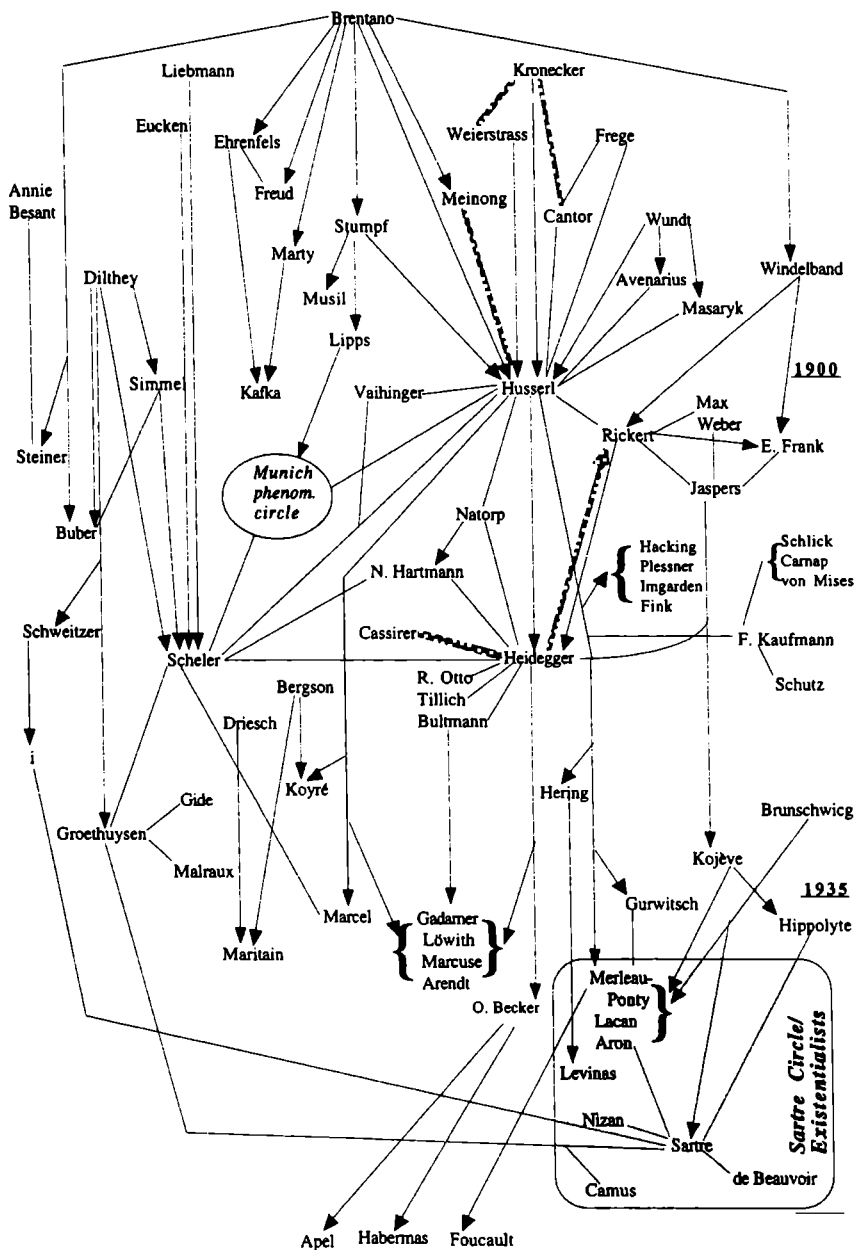 Brentano
Liebmann
Kronecker
Eucken
Ehrenfels
Weierstrass
Frege
Annie
Besant
Freud
Meinong
Cantor
Stumpf
Wundt
Marty
Dilthey
Avenarius
Windelband
Musil
Masaryk
Lipps
1900
Simmel
Kafka
Vaihinger
Husserl
Max
Weber
Steiner
Rickert
E. Frank
Munich
phenom.
circle
Jaspers
Natorp
Buber
Hacking
Plessner
Imgarden
Fink
Schlick
Carnap
von Mises
N. Hartmann
Schweitzer
Cassirer
F. Kaufmann
Scheler
Heidegger
R. Otto
Tillich
Bultmann
Schutz
Bergson
Driesch
i
Koyré
Hering
Gide
Brunschwicg
Groethuysen
Malraux
Kojève
1935
Marcel
Gurwitsch
Hippolyte
Maritain
Gadamer
Löwith
Marcuse
Arendt
Merleau-
Ponty
Lacan
Aron
O. Becker
Levinas
Sartre Circle/
Existentialists
Nizan
Sartre
de Beauvoir
Camus
Apel
Habermas
Foucault